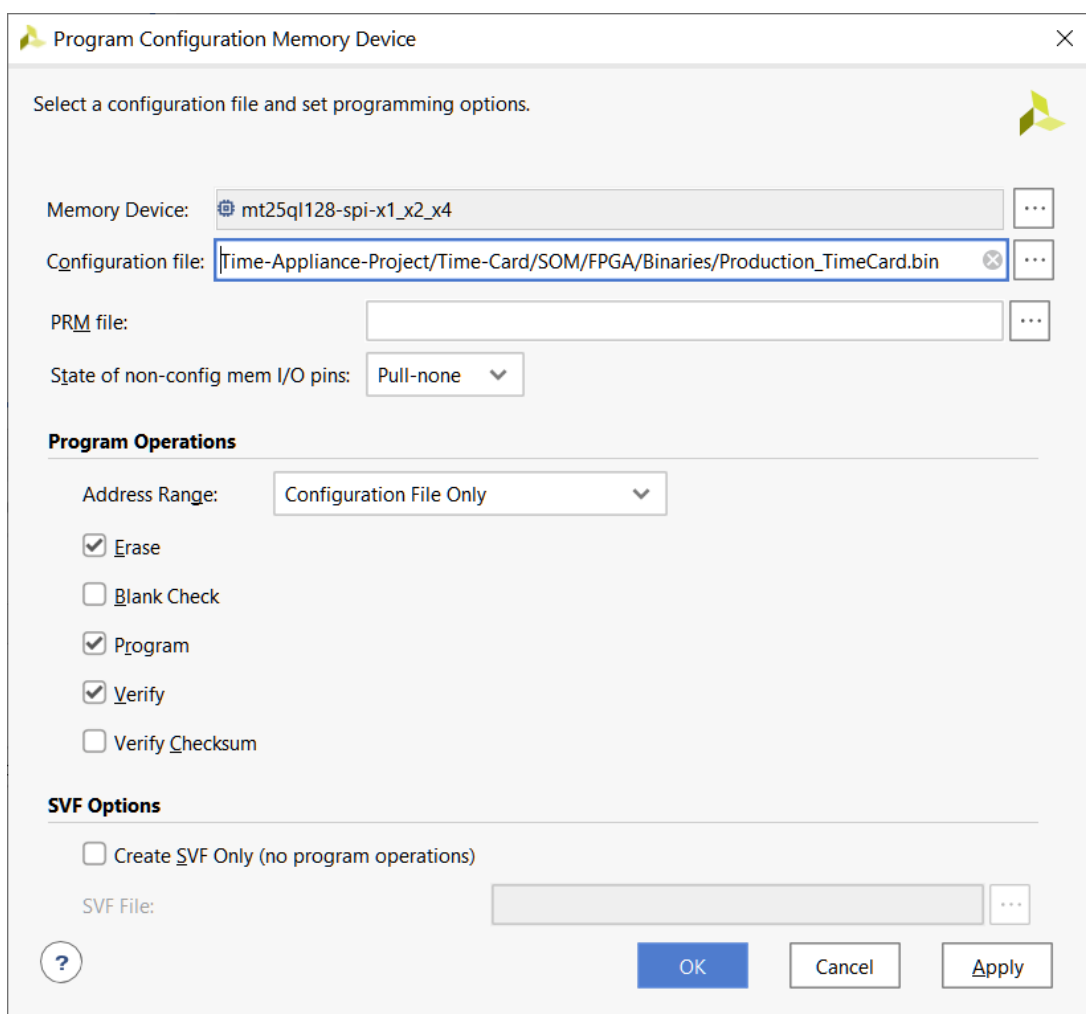 Program Configuration Memory Device
Select a configuration file and set programming options.
Memory Device: mt25ql128-spi-x1_x2_x4 ...
Configuration file: Time-Appliance-Project/Time-Card/SOM/FPGA/Binaries/Production_TimeCard.bin ...
PRM file: ...
State of non-config mem I/O pins: Pull-none
Program Operations
Address Range: Configuration File Only
Erase
Blank Check
Program
Verify
Verify Checksum
SVF Options
Create SVF Only (no program operations)
SVF File: ...
? OK Cancel Apply